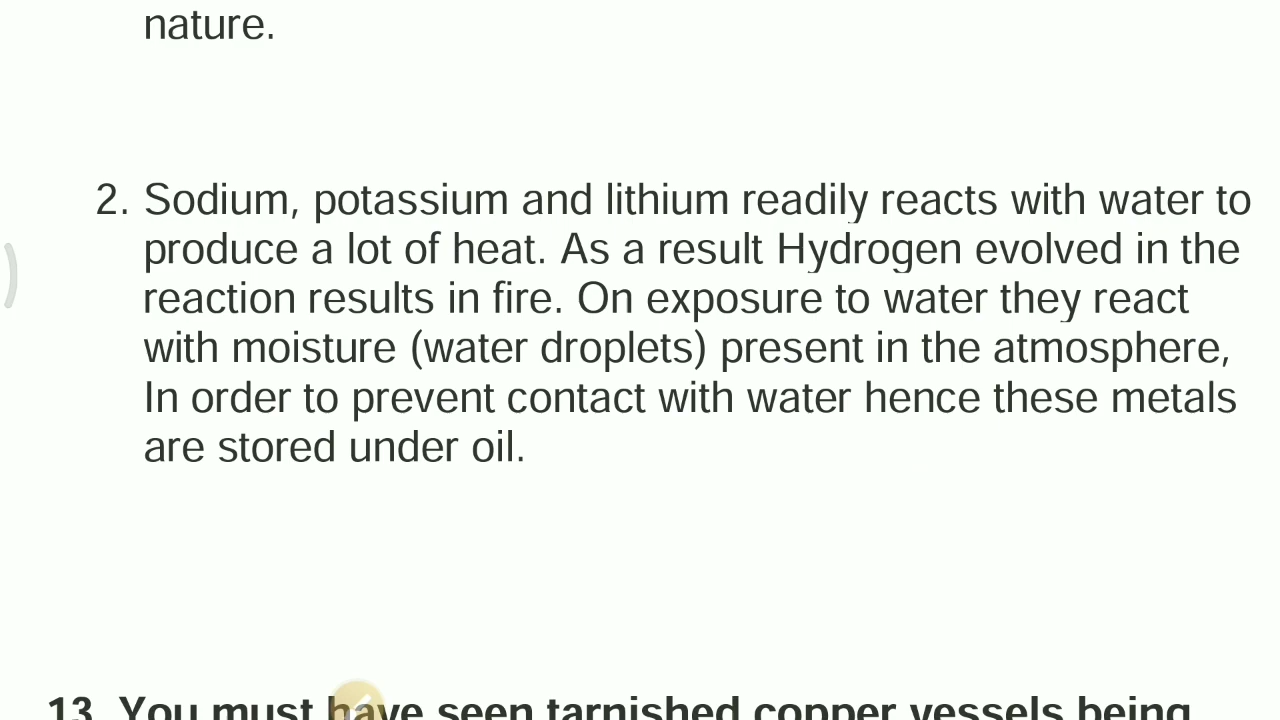 nature.
2. Sodium, potassium and lithium readily reacts with water to
produce a lot of heat. As a result Hydrogen evolved in the
reaction results in fire. On exposure to water they react
with moisture (water droplets) present in the atmosphere,
In order to prevent contact with water hence these metals
are stored under oil.
13. You must have seen tarnished copper vessels being